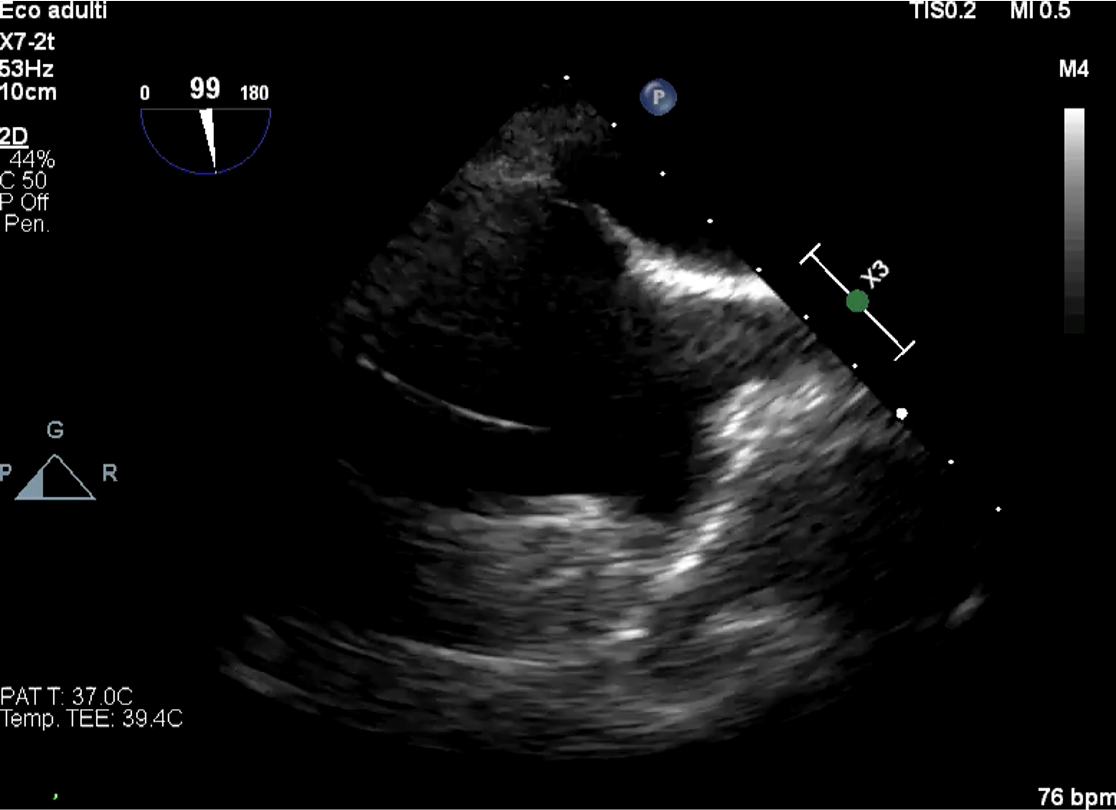 Eco adulti
TIS0.2 MI 0.5
X7-2t
53Hz
10cm
M4
0 99 180
P
2D
44%
C 50
P Off
Pen.
X3
G
P R
PAT T: 37.0C
Temp. TEE: 39.4C
76 bpm